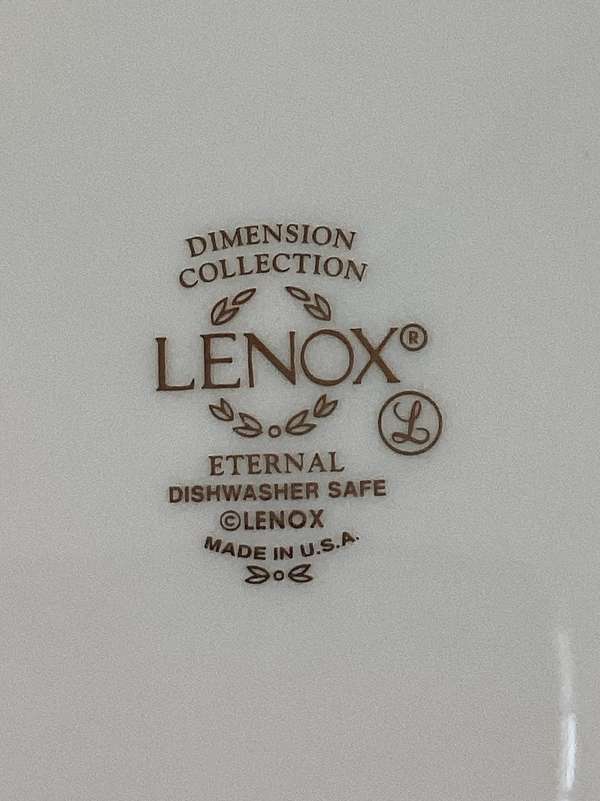 DIMENSION
COLLECTION
LENOX®
L
ETERNAL
DISHWASHER SAFE
©LENOX
MADE IN U.S.A.